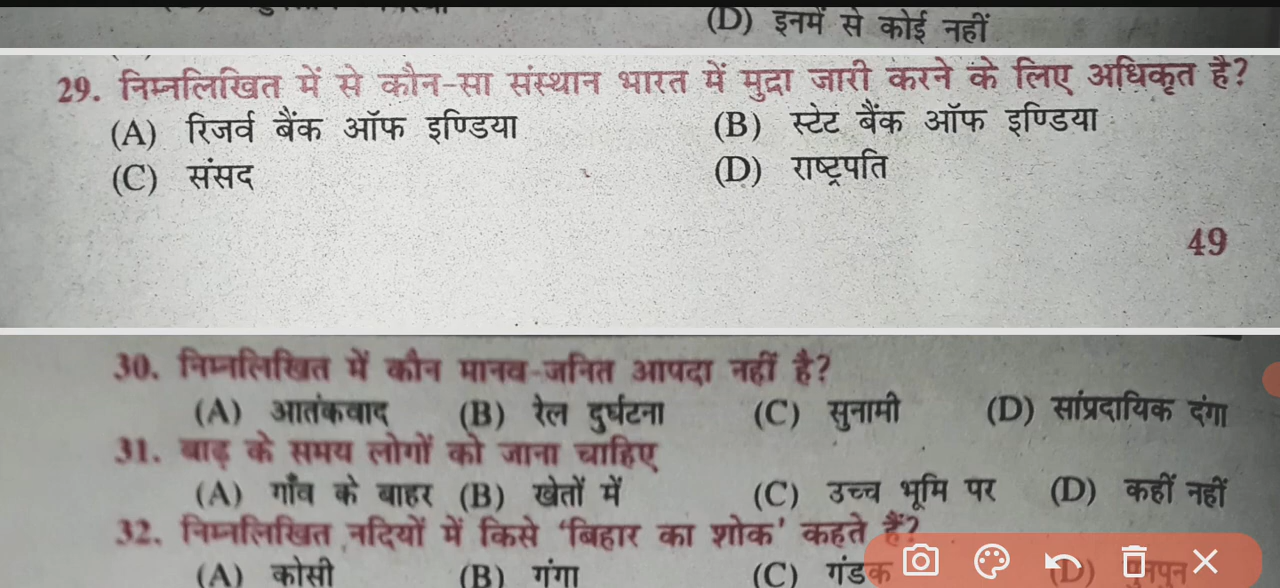 (D) इनमें से कोई नहीं
29. निम्नलिखित में से कौन-सा संस्थान भारत में मुद्रा जारी करने के लिए अधिकृत है?
(A) रिजर्व बैंक ऑफ इण्डिया (B) स्टेट बैंक ऑफ इण्डिया
(C) संसद (D) राष्ट्रपति
49
30. निम्नलिखित में कौन मानव-जनित आपदा नहीं है?
(A) आतंकवाद (B) रेल दुर्घटना (C) सुनामी (D) सांप्रदायिक दंगा
31. बाढ़ के समय लोगों को जाना चाहिए
(A) गाँव के बाहर (B) खेतों में (C) उच्च भूमि पर (D) कहीं नहीं
32. निम्नलिखित नदियों में किसे 'बिहार का शोक' कहते हैं?
(A) कोसी (B) गंगा (C) गंडक (D)